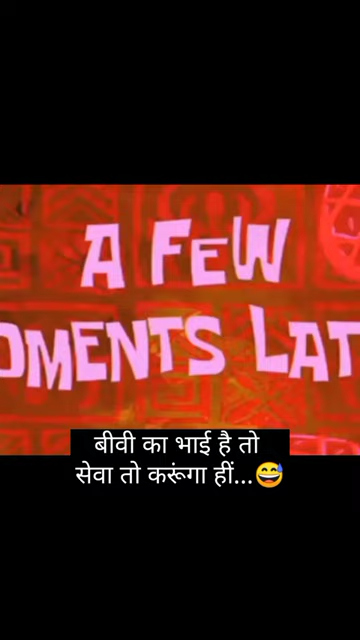 A FEW
OMENTS LAT
बीवी का भाई है तो
सेवा तो करूंगा हीं...😅